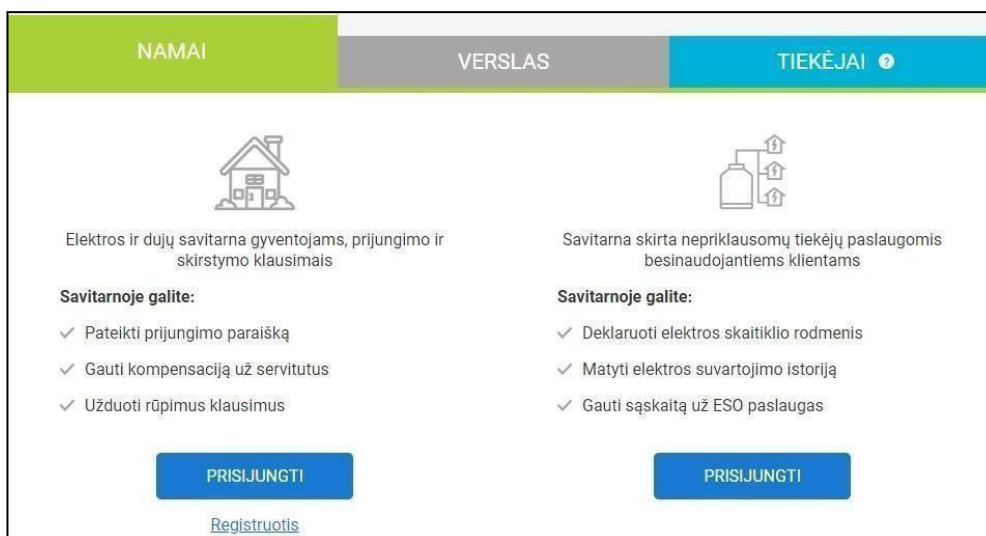 NAMAI
VERSLAS
TIEKĖJAI ?
Elektros ir dujų savitarna gyventojams, prijungimo ir
skirstymo klausimais
Savitarnoje galite:
Pateikti prijungimo paraišką
Gauti kompensaciją už servitutus
Užduoti rūpimus klausimus
PRISIJUNGTI
Registruotis
Savitarna skirta nepriklausomų tiekėjų paslaugomis
besinaudojantiems klientams
Savitarnoje galite:
Deklaruoti elektros skaitiklio rodmenis
Matyti elektros suvartojimo istoriją
Gauti sąskaitą už ESO paslaugas
PRISIJUNGTI